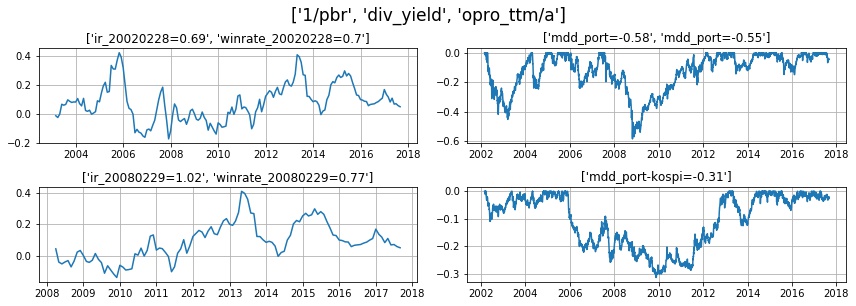 ['1/pbr', 'div_yield', 'opro_ttm/a']
['ir_20020228=0.69', 'winrate_20020228=0.7']
0.4
0.2
0.0
−0.2
2004 2006 2008 2010 2012 2014 2016 2018
['mdd_port=-0.58', 'mdd_port=-0.55']
0.0
−0.2
−0.4
−0.6
2002 2004 2006 2008 2010 2012 2014 2016 2018
['ir_20080229=1.02', 'winrate_20080229=0.77']
0.4
0.2
0.0
2008 2009 2010 2011 2012 2013 2014 2015 2016 2017 2018
['mdd_port-kospi=-0.31']
0.0
−0.1
−0.2
−0.3
2002 2004 2006 2008 2010 2012 2014 2016 2018